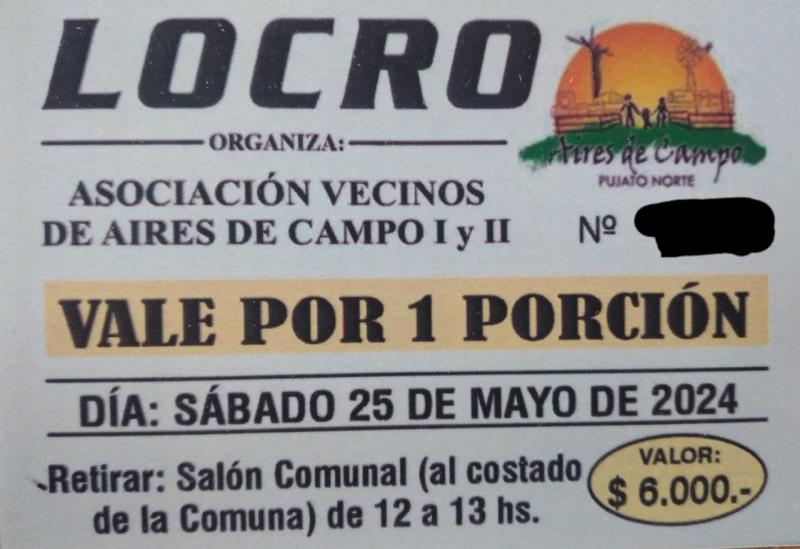 LOCRO
ORGANIZA:
ASOCIACIÓN VECINOS
DE AIRES DE CAMPO I y II
Aires de Campo
PUJATO NORTE
Nº
VALE POR 1 PORCIÓN
DÍA: SÁBADO 25 DE MAYO DE 2024
Retirar: Salón Comunal (al costado
de la Comuna) de 12 a 13 hs.
VALOR:
$ 6.000.-